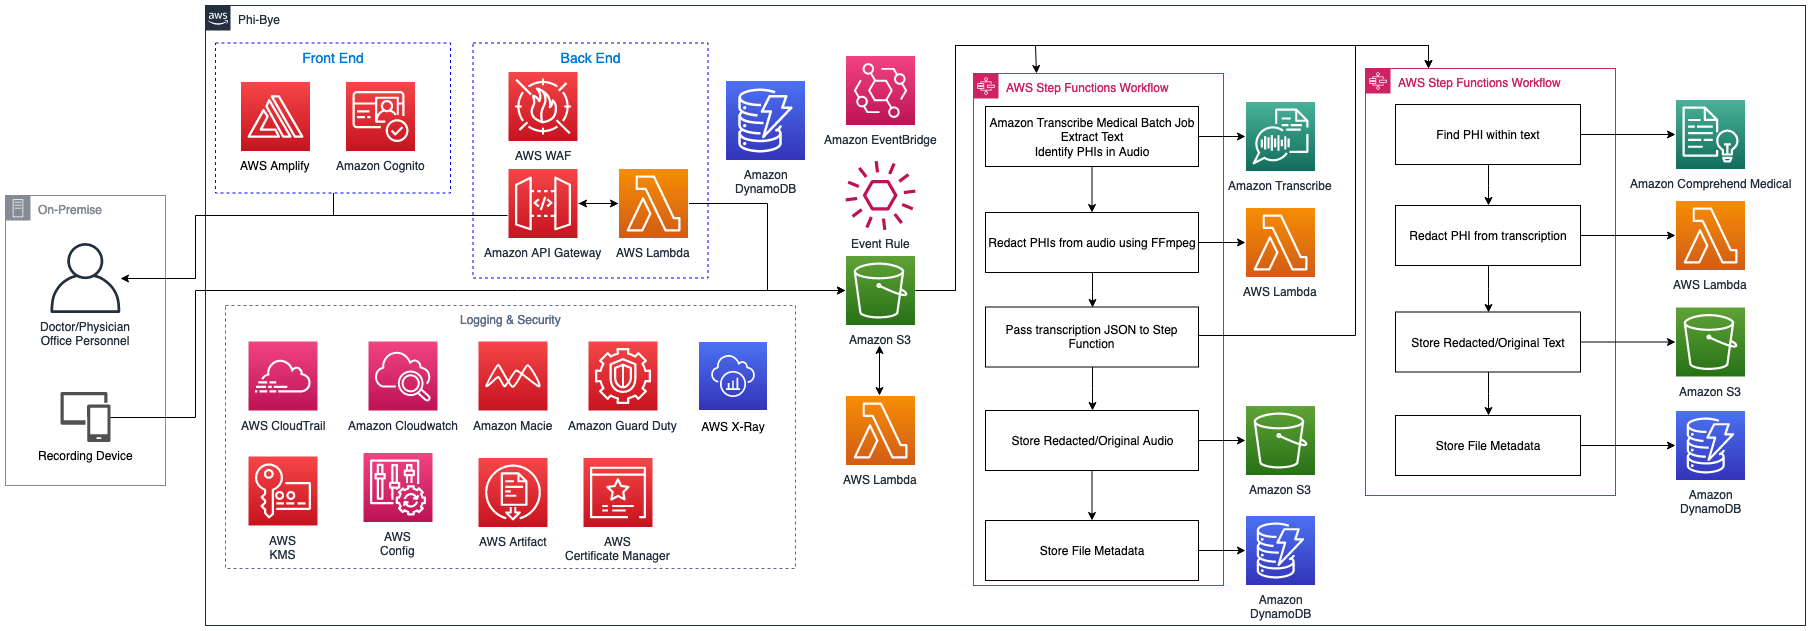 aws
Phi-Bye
On-Premise
Doctor/Physician
Office Personnel
Recording Device
Front End
AWS Amplify
Amazon Cognito
Back End
AWS WAF
Amazon API Gateway
AWS Lambda
Amazon
DynamoDB
Amazon EventBridge
Event Rule
Amazon S3
AWS Lambda
Logging & Security
AWS CloudTrail
Amazon Cloudwatch
Amazon Macie
Amazon Guard Duty
AWS X-Ray
AWS
KMS
AWS
Config
AWS Artifact
AWS
Certificate Manager
AWS Step Functions Workflow
Amazon Transcribe Medical Batch Job
Extract Text
Identify PHIs in Audio
Amazon Transcribe
Redact PHIs from audio using FFmpeg
AWS Lambda
Pass transcription JSON to Step
Function
Store Redacted/Original Audio
Amazon S3
Store File Metadata
Amazon
DynamoDB
AWS Step Functions Workflow
Find PHI within text
Amazon Comprehend Medical
Redact PHI from transcription
AWS Lambda
Store Redacted/Original Text
Amazon S3
Store File Metadata
Amazon
DynamoDB